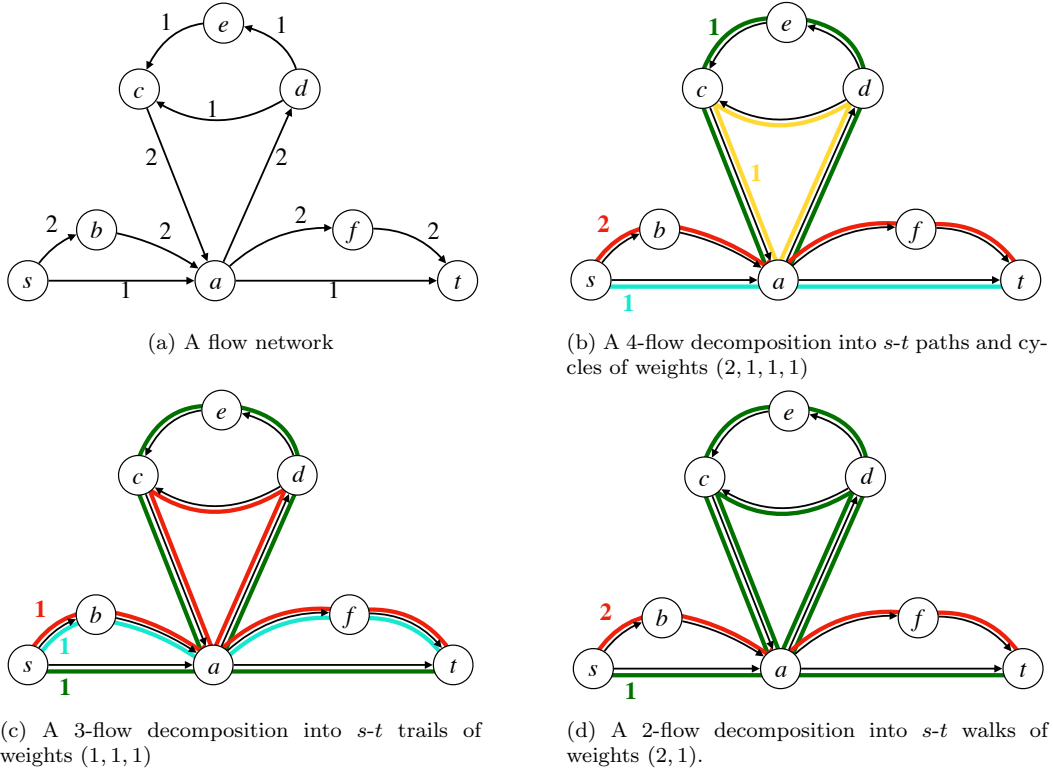 1 e 1
c d
1
2 2
2 b 2 2 f 2
s a t
1 1
(a) A flow network
1 e
c d
1
2 b f
s a t
1
(b) A 4-flow decomposition into s-t paths and cy-
cles of weights (2, 1, 1, 1)
e
c d
1 b f
1
s a t
1
(c) A 3-flow decomposition into s-t trails of
weights (1, 1, 1)
e
c d
2 b f
s a t
1
(d) A 2-flow decomposition into s-t walks of
weights (2, 1).